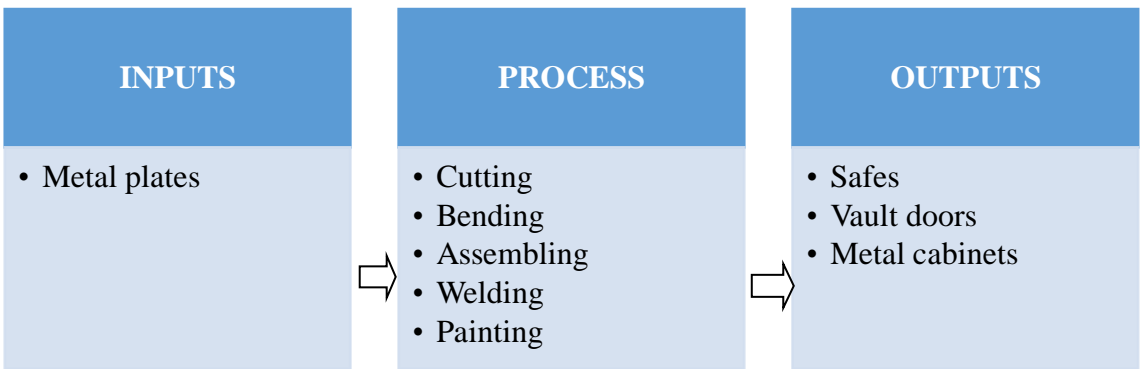 INPUTS
• Metal plates
PROCESS
• Cutting
• Bending
• Assembling
• Welding
• Painting
OUTPUTS
• Safes
• Vault doors
• Metal cabinets